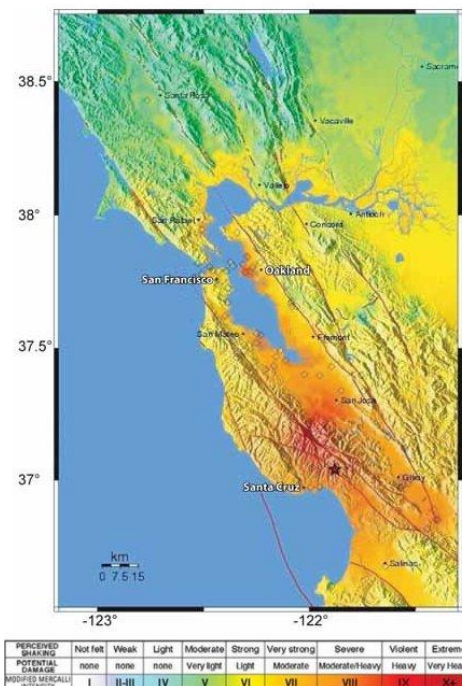 38.5°
38°
37.5°
37°
-123°
-122°
Santa Rosa
Vacaville
Vallejo
San Rafael
Concord
Antioch
San Francisco
Oakland
San Mateo
Fremont
San Jose
Santa Cruz
Gilroy
Salinas
km
0 7.5 15
PERCEIVED SHAKING Not felt Weak Light Moderate Strong Very strong Severe Violent Extrem
POTENTIAL DAMAGE none none none Very light Light Moderate Moderate/Heavy Heavy Very Hea
MODIFIED MERCALLI I II-III IV V VI VII VIII IX X+